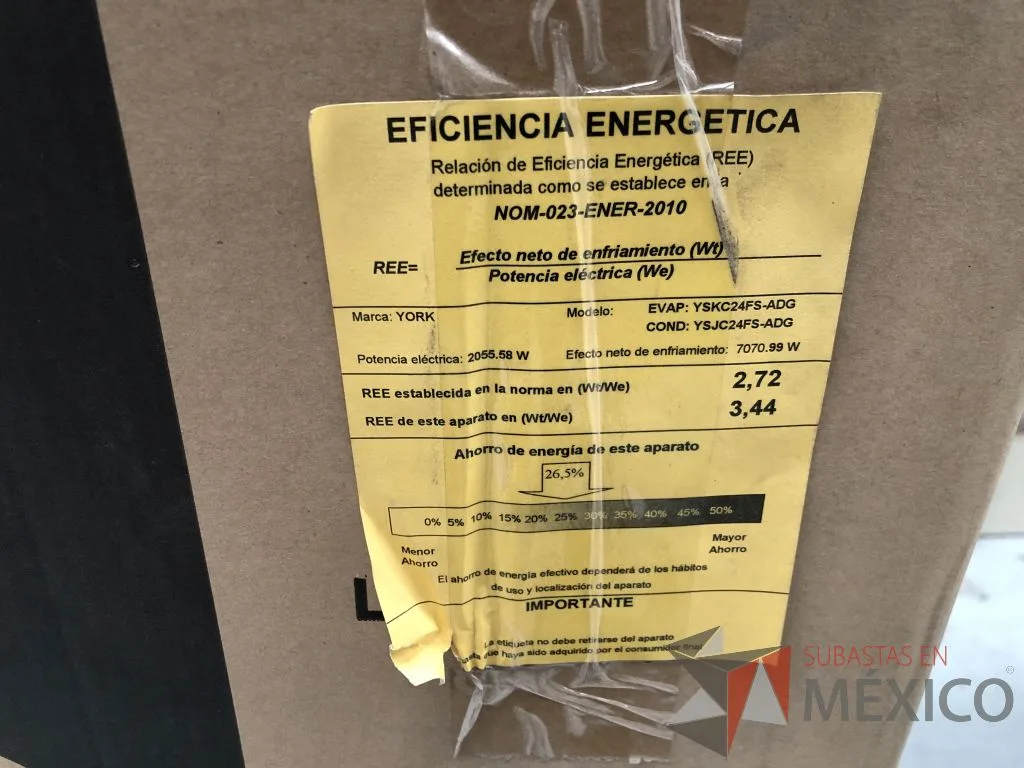 EFICIENCIA ENERGETICA
Relación de Eficiencia Energética (REE)
determinada como se establece en la
NOM-023-ENER-2010
REE= Efecto neto de enfriamiento (Wt)
Potencia eléctrica (We)
Marca: YORK Modelo: EVAP: YSKC24FS-ADG
COND: YSJC24FS-ADG
Potencia eléctrica: 2055.58 W Efecto neto de enfriamiento: 7070.99 W
REE establecida en la norma en (Wt/We) 2,72
REE de este aparato en (Wt/We) 3,44
Ahorro de energía de este aparato
26,5%
0% 5% 10% 15% 20% 25% 30% 35% 40% 45% 50%
Menor Ahorro
Mayor Ahorro
El ahorro de energía efectivo dependerá de los hábitos
de uso y localización del aparato
IMPORTANTE
La etiqueta no debe retirarse del aparato
que haya sido adquirido por el consumidor final
SUBASTAS EN
MÉXICO®